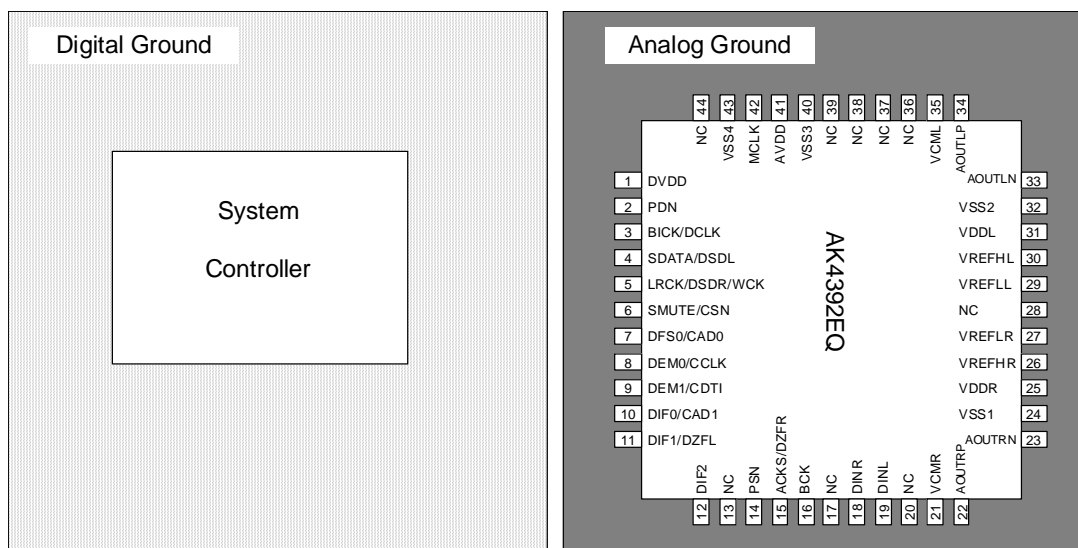 Digital Ground
System
Controller
Analog Ground
44 43 42 41 40 39 38 37 36 35 34
NC VSS4 MCLK AVDD VSS3 NC NC NC NC VCML AOUTLP
1 DVDD
2 PDN
3 BICK/DCLK
4 SDATA/DSDL
5 LRCK/DSDR/WCK
6 SMUTE/CSN
7 DFS0/CAD0
8 DEM0/CCLK
9 DEM1/CDTI
10 DIF0/CAD1
11 DIF1/DZFL
AK4392EQ
AOUTLN 33
VSS2 32
VDDL 31
VREFHL 30
VREFLL 29
NC 28
VREFLR 27
VREFHR 26
VDDR 25
VSS1 24
AOUTRN 23
DIF2 NC PSN ACKS/DZFR BCK NC DINR DINL NC VCMR AOUTRP
12 13 14 15 16 17 18 19 20 21 22